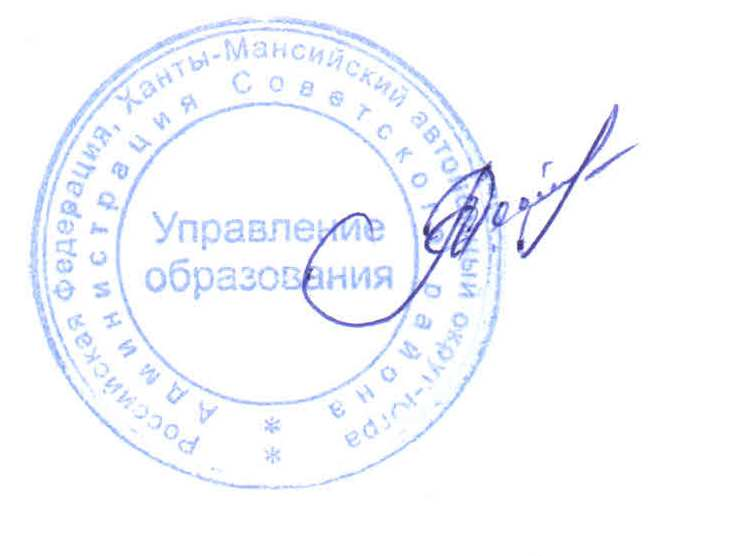 Российская Федерация, Ханты-Мансийский автономный округ-Югра
Администрация Советского района
Управление
образования
* *